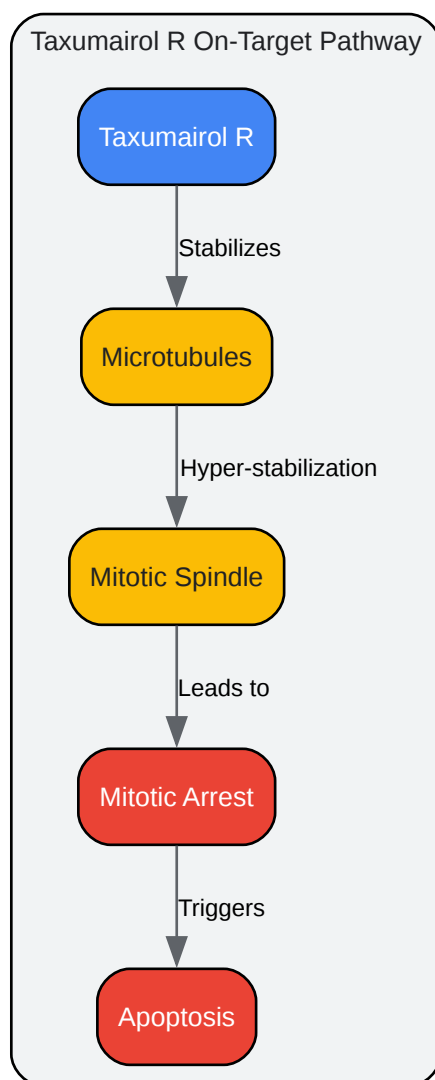 Taxumairol R On-Target Pathway
Taxumairol R
Stabilizes
Microtubules
Hyper-stabilization
Mitotic Spindle
Leads to
Mitotic Arrest
Triggers
Apoptosis